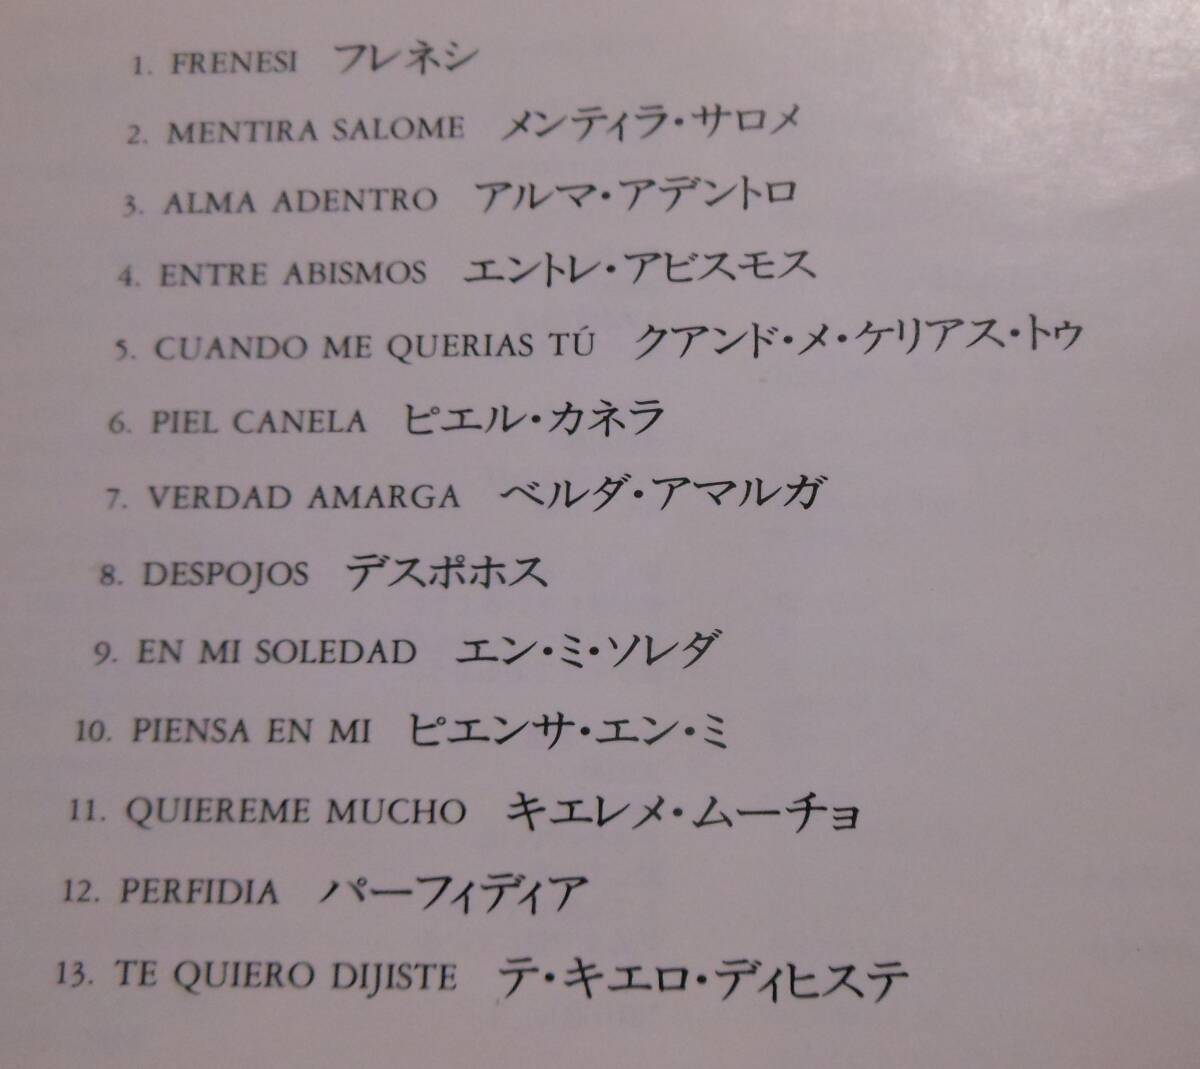 1. FRENESI フレネシ
2. MENTIRA SALOME メンティラ・サロメ
3. ALMA ADENTRO アルマ・アデントロ
4. ENTRE ABISMOS エントレ・アビスモス
5. CUANDO ME QUERIAS TÚ クアンド・メ・ケリアス・トゥ
6. PIEL CANELA ピエル・カネラ
7. VERDAD AMARGA ベルダ・アマルガ
8. DESPOJOS デスポホス
9. EN MI SOLEDAD エン・ミ・ソレダ
10. PIENSA EN MI ピエンサ・エン・ミ
11. QUIEREME MUCHO キエレメ・ムーチョ
12. PERFIDIA パーフィディア
13. TE QUIERO DIJISTE テ・キエロ・ディヒステ